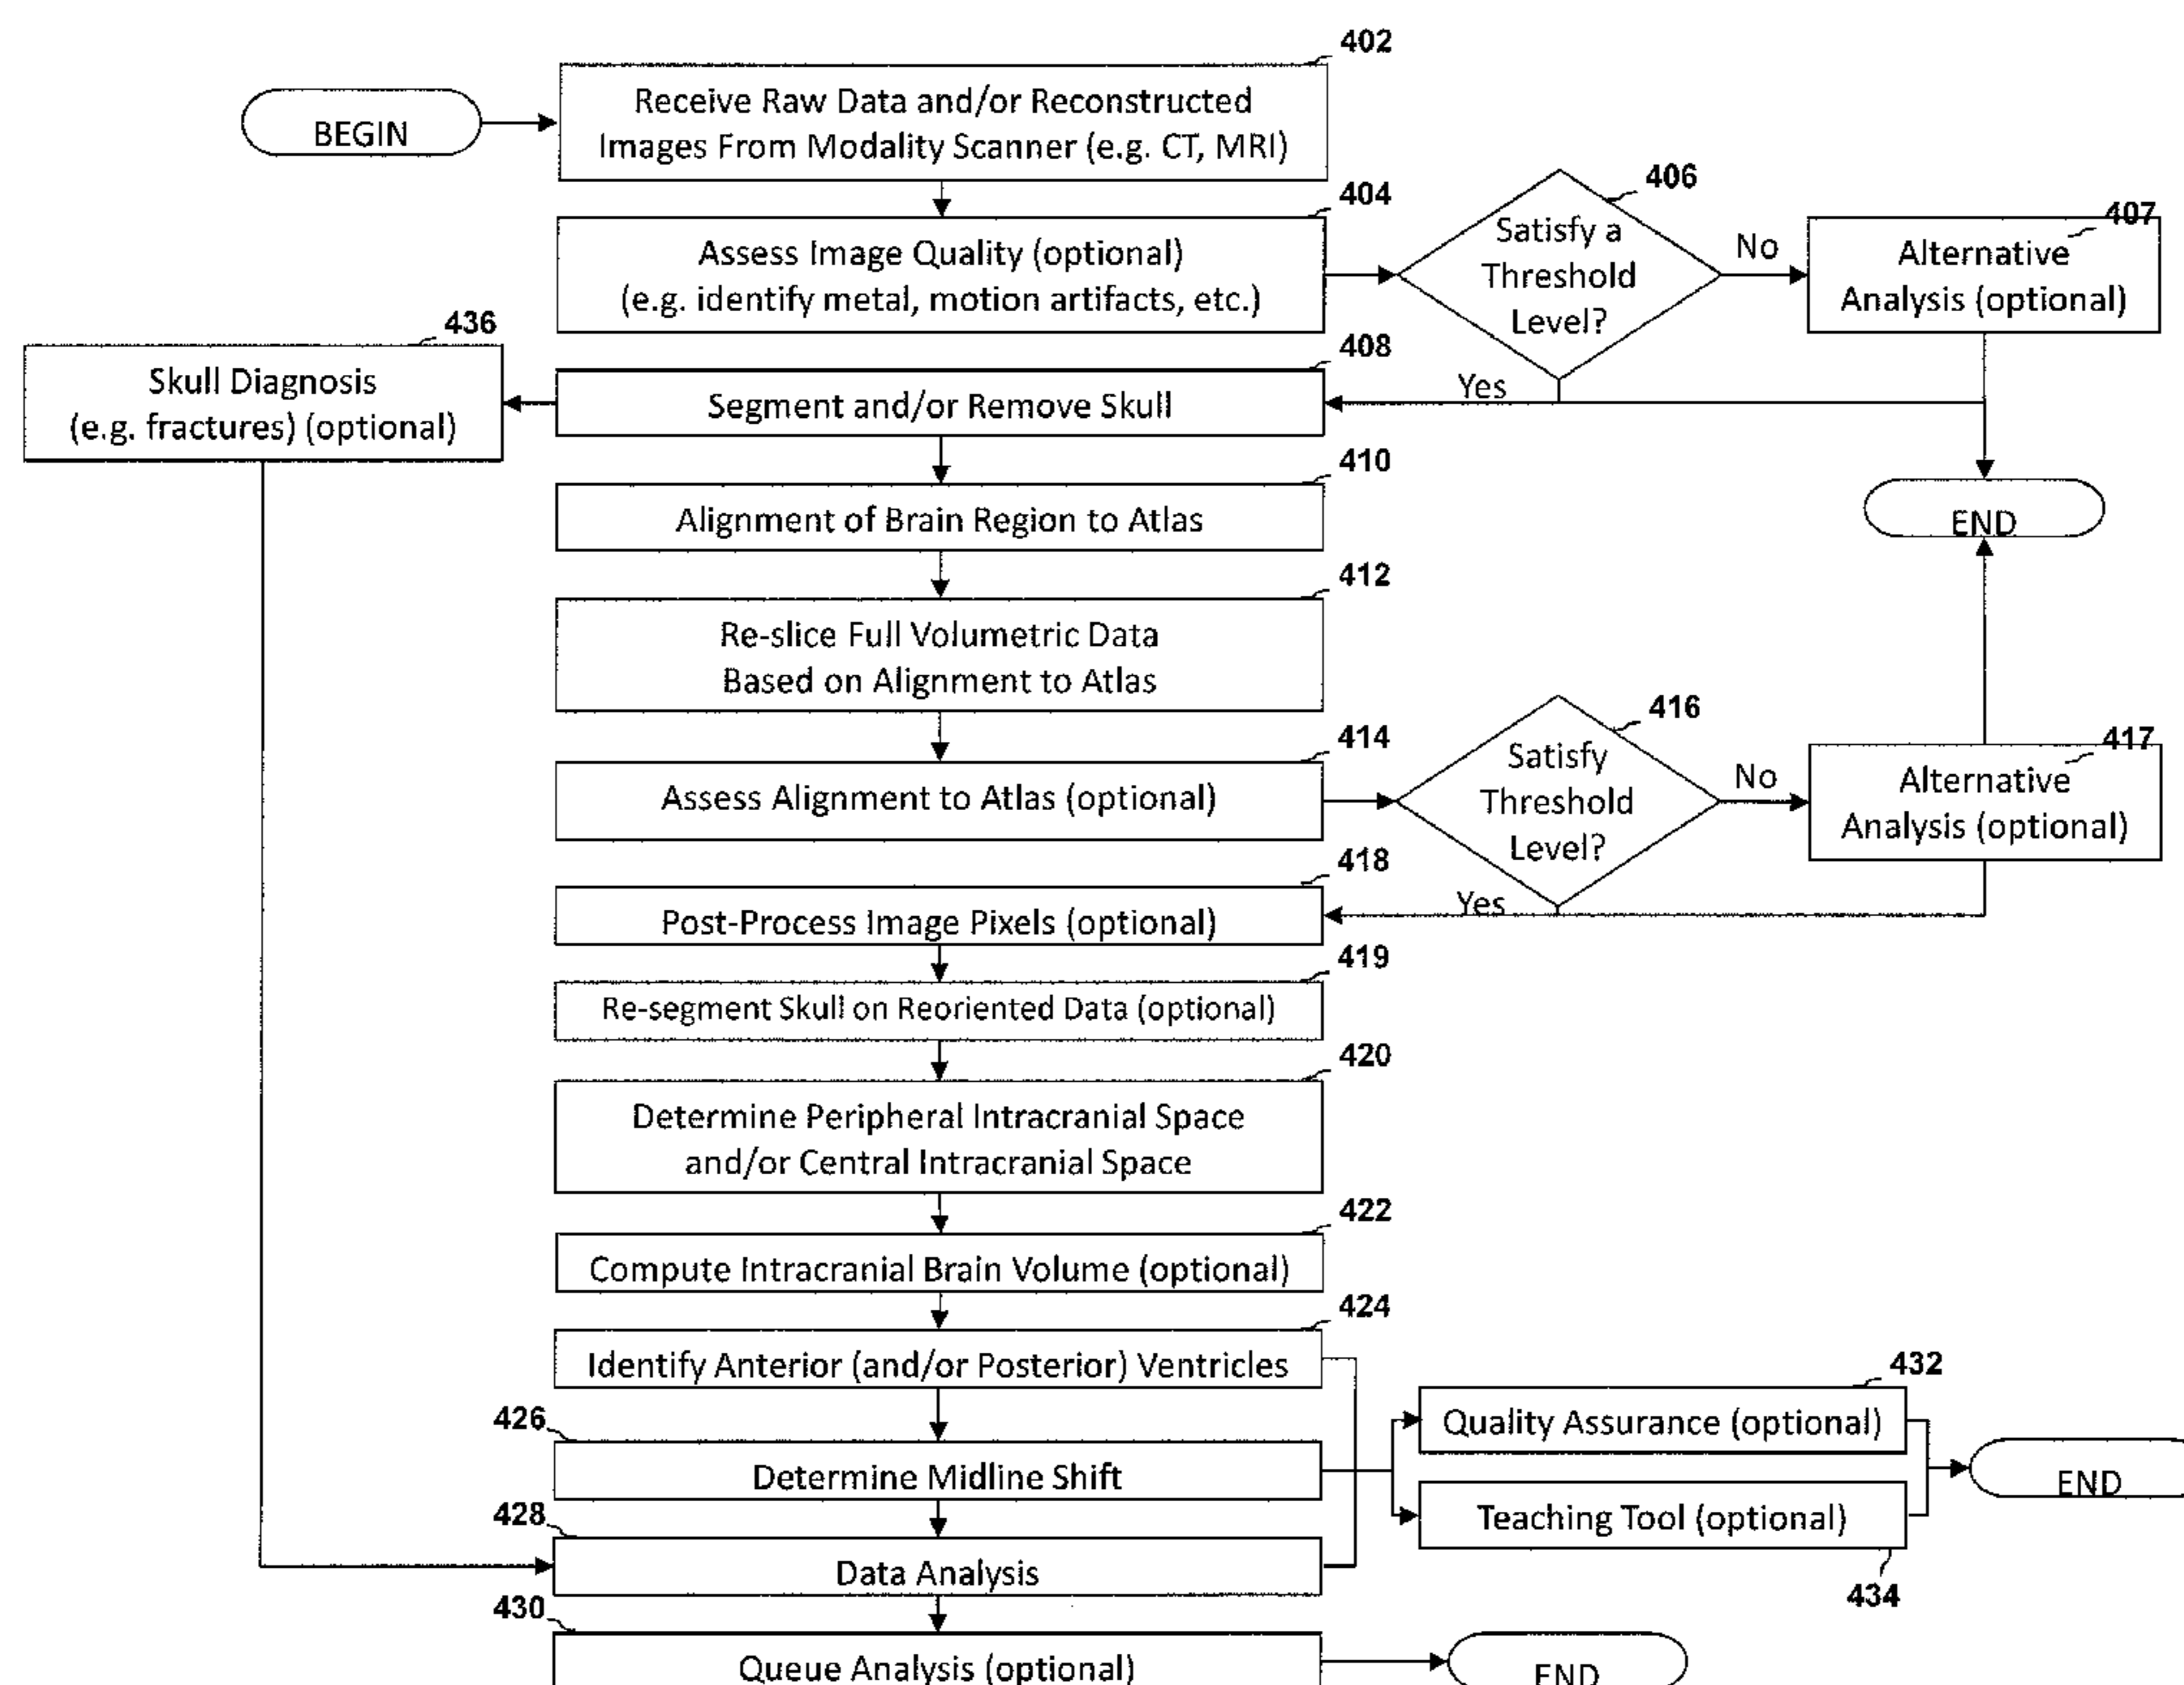 402
BEGIN
Receive Raw Data and/or Reconstructed
Images From Modality Scanner (e.g. CT, MRI)
404
Assess Image Quality (optional)
(e.g. identify metal, motion artifacts, etc.)
406
Satisfy a
Threshold
Level?
No
407
Alternative
Analysis (optional)
Yes
436
Skull Diagnosis
(e.g. fractures) (optional)
408
Segment and/or Remove Skull
410
Alignment of Brain Region to Atlas
END
412
Re-slice Full Volumetric Data
Based on Alignment to Atlas
414
Assess Alignment to Atlas (optional)
416
Satisfy
Threshold
Level?
No
417
Alternative
Analysis (optional)
Yes
418
Post-Process Image Pixels (optional)
419
Re-segment Skull on Reoriented Data (optional)
420
Determine Peripheral Intracranial Space
and/or Central Intracranial Space
422
Compute Intracranial Brain Volume (optional)
424
Identify Anterior (and/or Posterior) Ventricles
426
Determine Midline Shift
432
Quality Assurance (optional)
Teaching Tool (optional)
434
END
428
Data Analysis
430
Queue Analysis (optional)
END